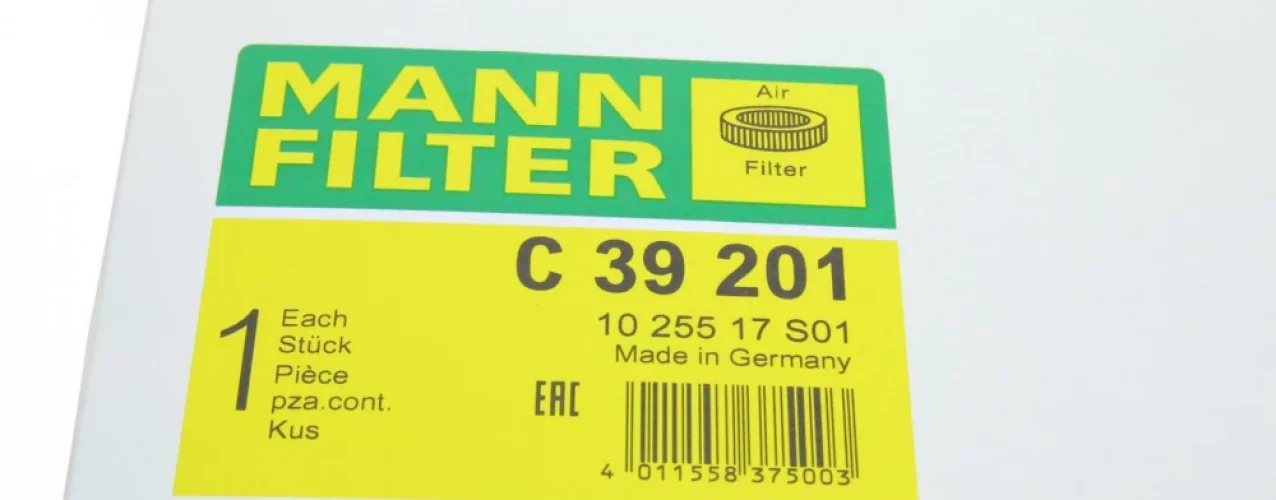 MANN
FILTER
Air
Filter
C 39 201
10 255 17 S01
Made in Germany
1
Each
Stück
Pièce
pza.cont.
Kus
EAC
4 011558 375003